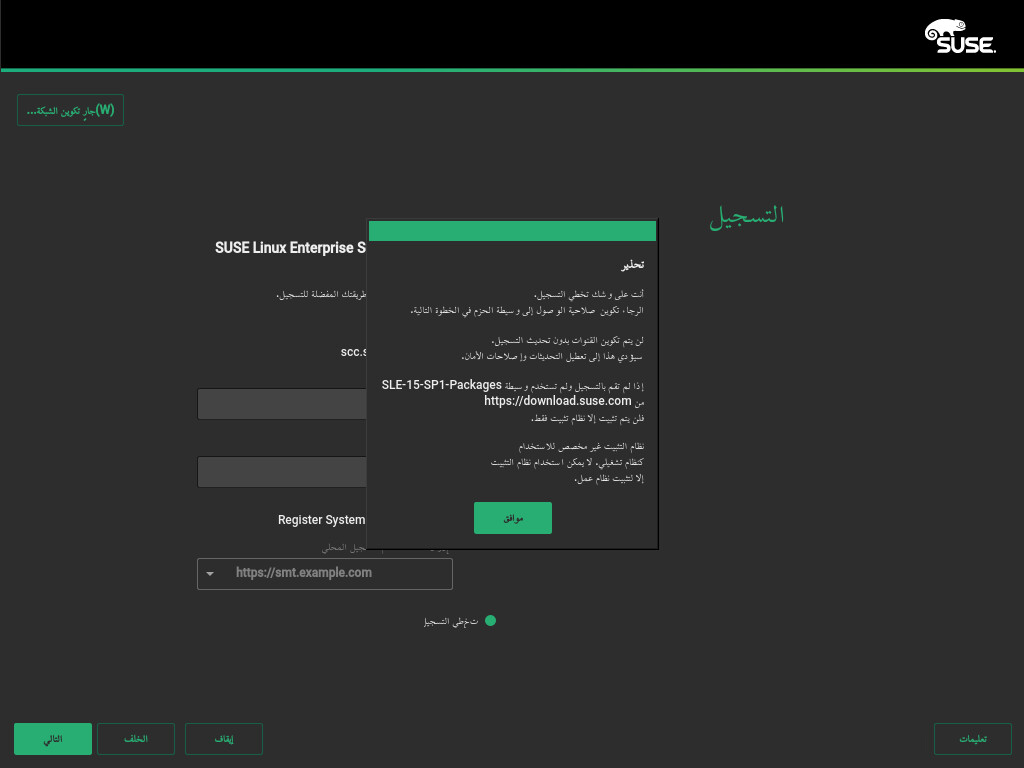 SUSE.
(W)جارٍ تكوين الشبكة...
التسجيل
SUSE Linux Enterprise S
طريقتك المفضلة للتسجيل.
scc.s
Register System
جيل المحلي
https://smt.example.com
تخطي التسجيل
تحذير
أنت على وشك تخطي التسجيل.
الرجاء تكوين صلاحية الوصول إلى وسيطة الحزم في الخطوة التالية.
لن يتم تكوين القنوات بدون تحديث التسجيل.
سيؤدي هذا إلى تعطيل التحديثات وإصلاحات الأمان.
إذا لم تقم بالتسجيل ولم تستخدم وسيطة SLE-15-SP1-Packages
من https://download.suse.com
فلن يتم تثبيت إلا نظام تثبيت فقط.
نظام التثبيت غير مخصص للاستخدام
كنظام تشغيلي. لا يمكن استخدام نظام التثبيت
إلا لتثبيت نظام عمل.
موافق
تعليمات
إيقاف
الخلف
التالي